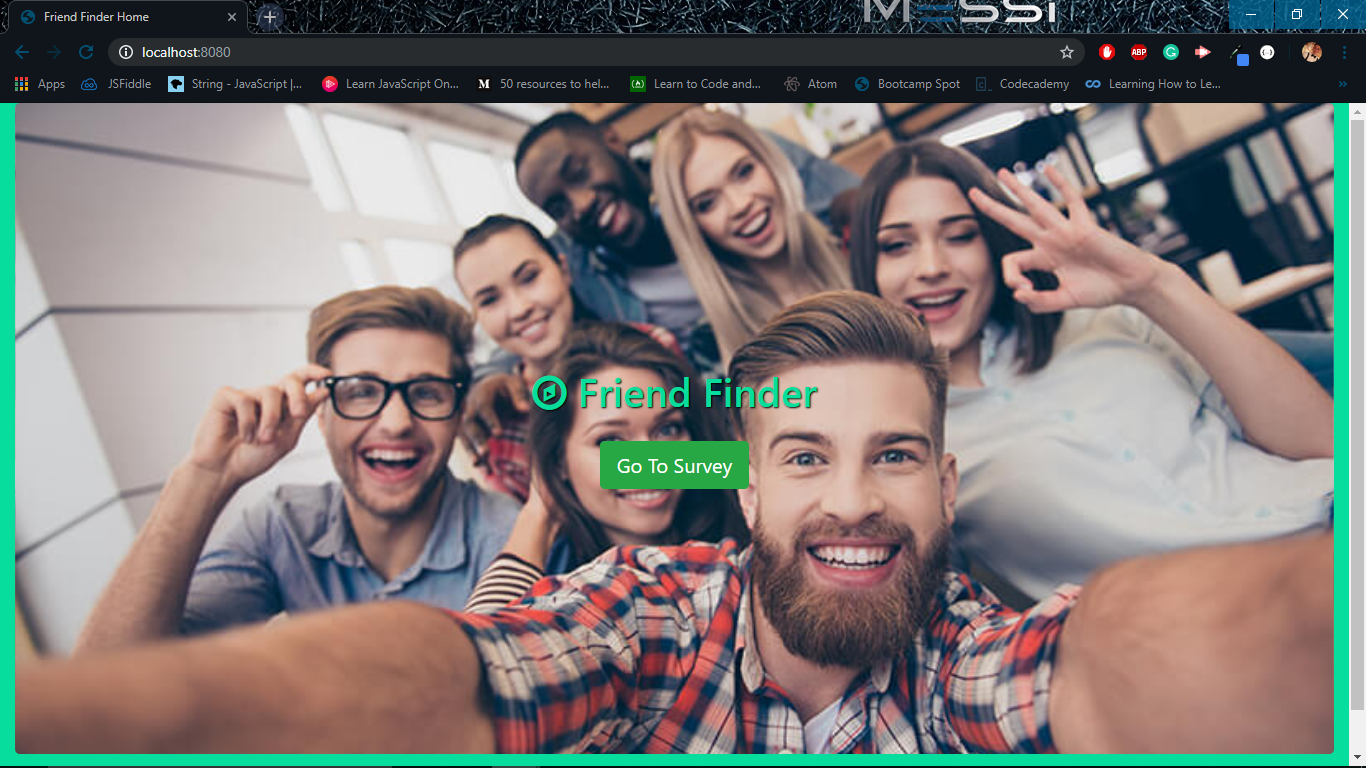 MESSI
Friend Finder Home
localhost:8080
ABP
Apps
JSFiddle
String - JavaScript |...
Learn JavaScript On...
M
50 resources to hel...
Learn to Code and...
Atom
Bootcamp Spot
Codecademy
Learning How to Le...
Friend Finder
Go To Survey